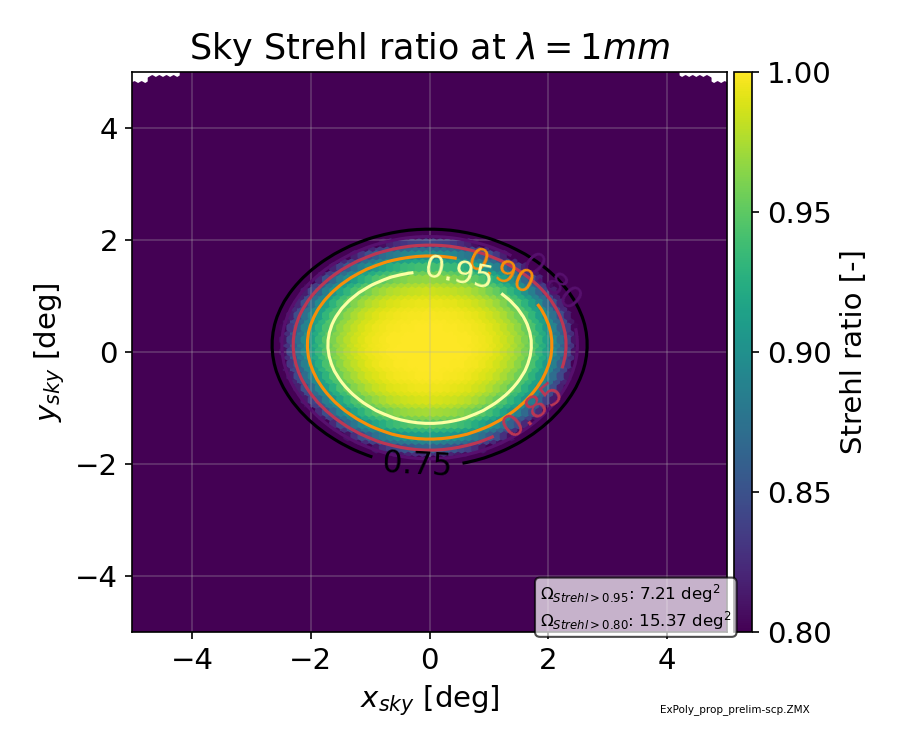 Sky Strehl ratio at λ = 1mm
1.00
0.95
0.90
0.85
0.80
Strehl ratio [-]
4
2
0
−2
−4
y_sky [deg]
0.95
0.90
0.80
0.85
0.75
Ω_Strehl>0.95: 7.21 deg²
Ω_Strehl>0.80: 15.37 deg²
−4 −2 0 2 4
x_sky [deg]
ExPoly_prop_prelim-scp.ZMX